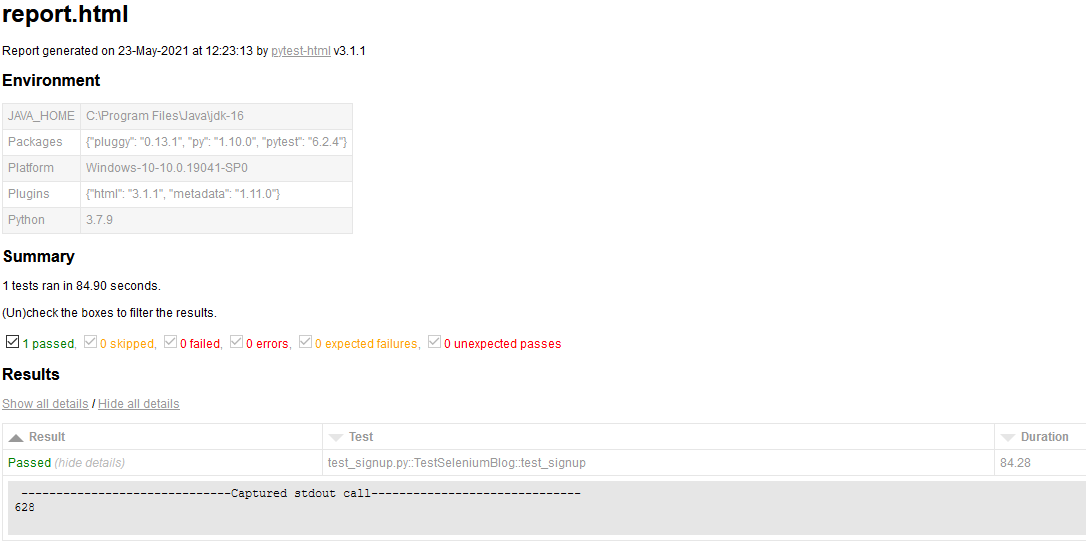 report.html
Report generated on 23-May-2021 at 12:23:13 by pytest-html v3.1.1
Environment
JAVA_HOME C:\Program Files\Java\jdk-16
Packages {"pluggy": "0.13.1", "py": "1.10.0", "pytest": "6.2.4"}
Platform Windows-10-10.0.19041-SP0
Plugins {"html": "3.1.1", "metadata": "1.11.0"}
Python 3.7.9
Summary
1 tests ran in 84.90 seconds.
(Un)check the boxes to filter the results.
1 passed, 0 skipped, 0 failed, 0 errors, 0 expected failures, 0 unexpected passes
Results
Show all details / Hide all details
Result Test Duration
Passed (hide details) test_signup.py::TestSeleniumBlog::test_signup 84.28
------------------------------Captured stdout call------------------------------
628